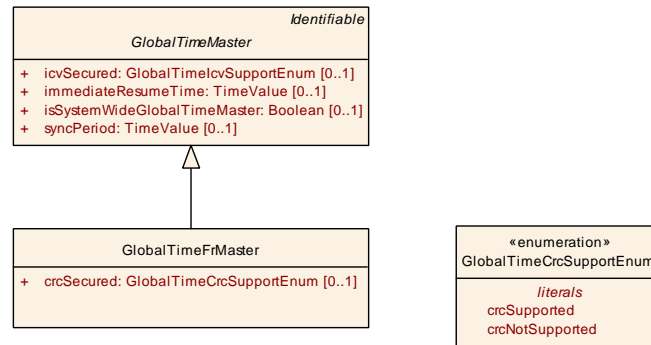 Identifiable
GlobalTimeMaster
+ icvSecured: GlobalTimeIcvSupportEnum [0..1]
+ immediateResumeTime: TimeValue [0..1]
+ isSystemWideGlobalTimeMaster: Boolean [0..1]
+ syncPeriod: TimeValue [0..1]
GlobalTimeFrMaster
+ crcSecured: GlobalTimeCrcSupportEnum [0..1]
«enumeration»
GlobalTimeCrcSupportEnum
literals
crcSupported
crcNotSupported